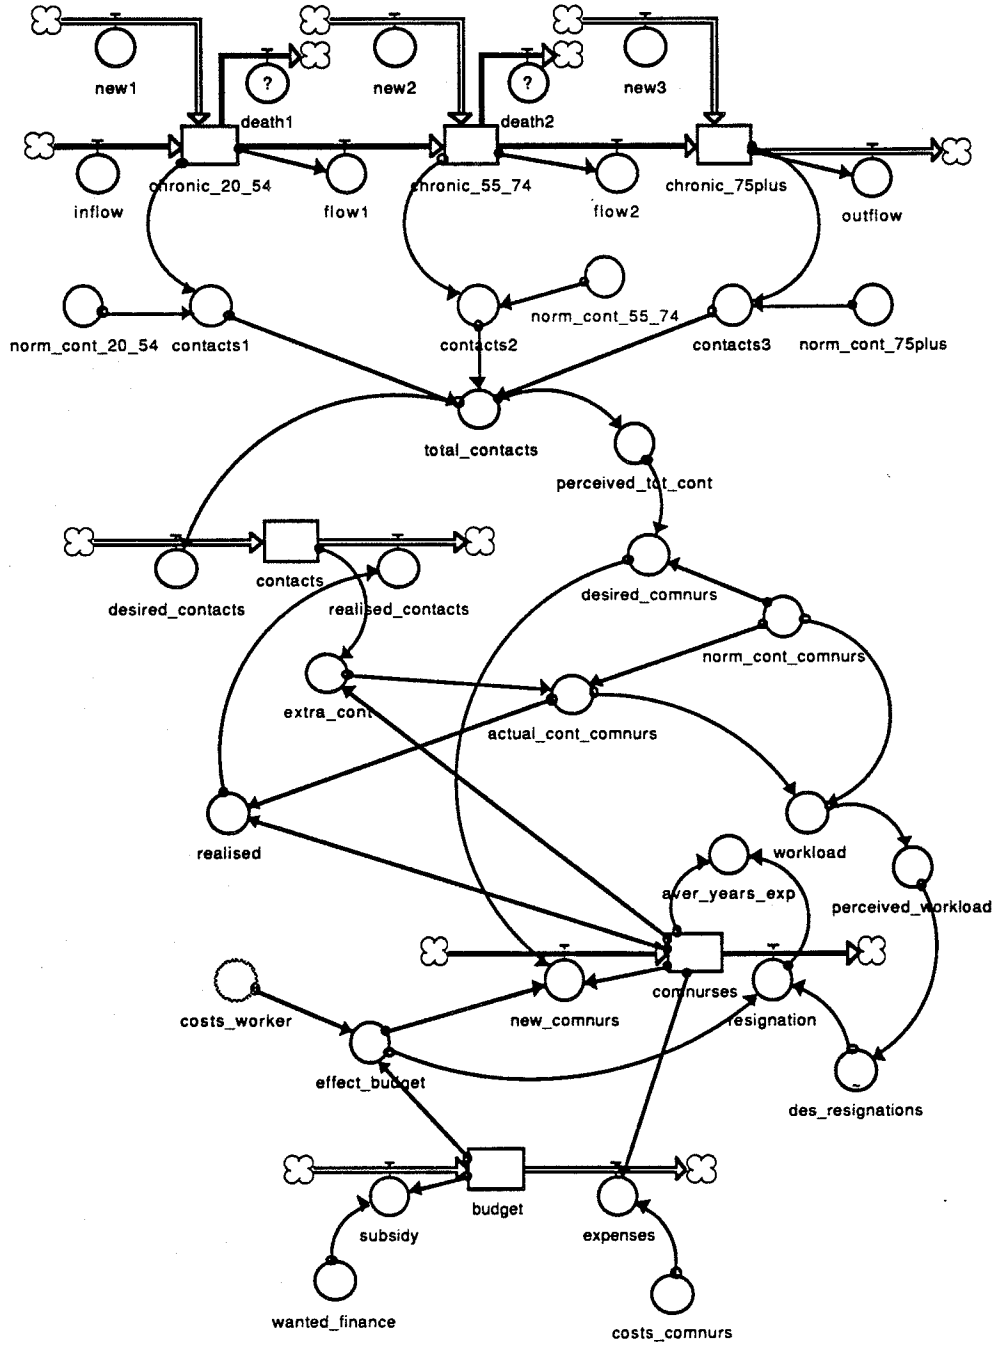 new1
?
new2
?
new3
death1
death2
chronic_20_54
chronic_55_74
chronic_75plus
inflow
flow1
flow2
outflow
norm_cont_20_54
contacts1
contacts2
norm_cont_55_74
contacts3
norm_cont_75plus
total_contacts
perceived_tot_cont
contacts
desired_contacts
realised_contacts
desired_comnurs
norm_cont_comnurs
extra_cont
actual_cont_comnurs
realised
workload
aver_years_exp
perceived_workload
comnurses
costs_worker
new_comnurs
resignation
effect_budget
~
des_resignations
budget
subsidy
expenses
wanted_finance
costs_comnurs